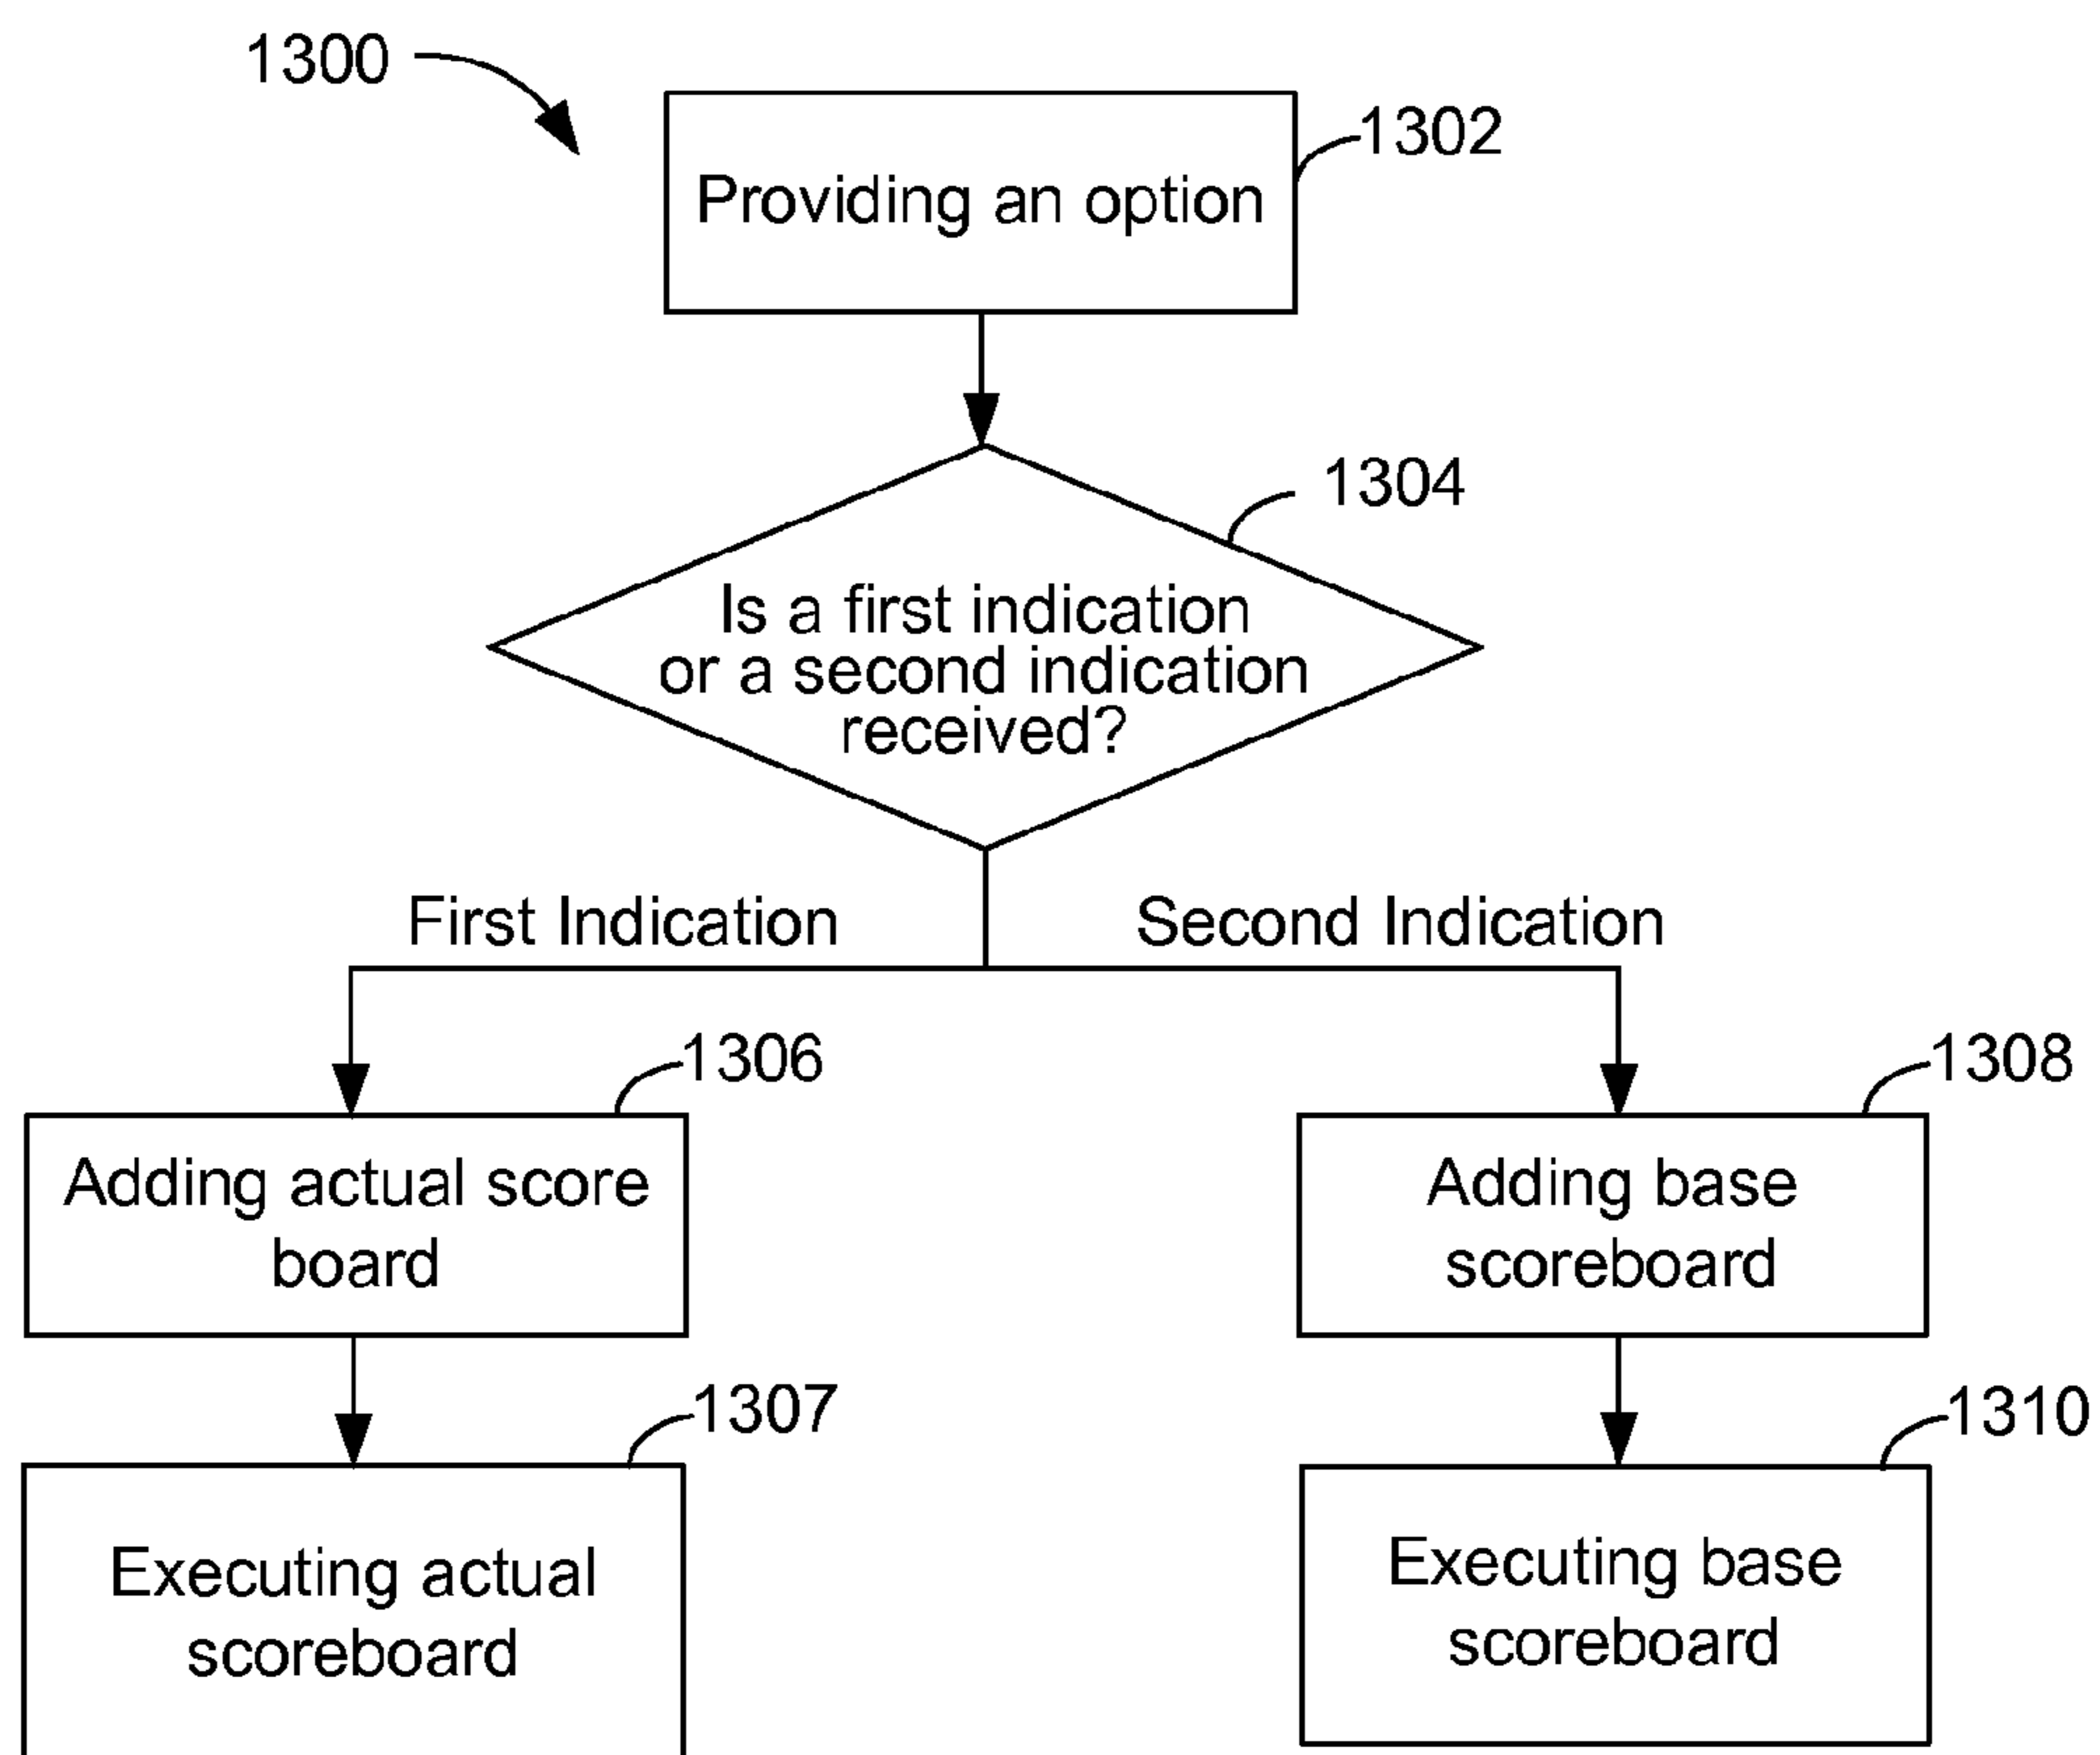 1300
1302
Providing an option
1304
Is a first indication
or a second indication
received?
First Indication
Second Indication
1306
Adding actual score
board
1308
Adding base
scoreboard
1307
Executing actual
scoreboard
1310
Executing base
scoreboard